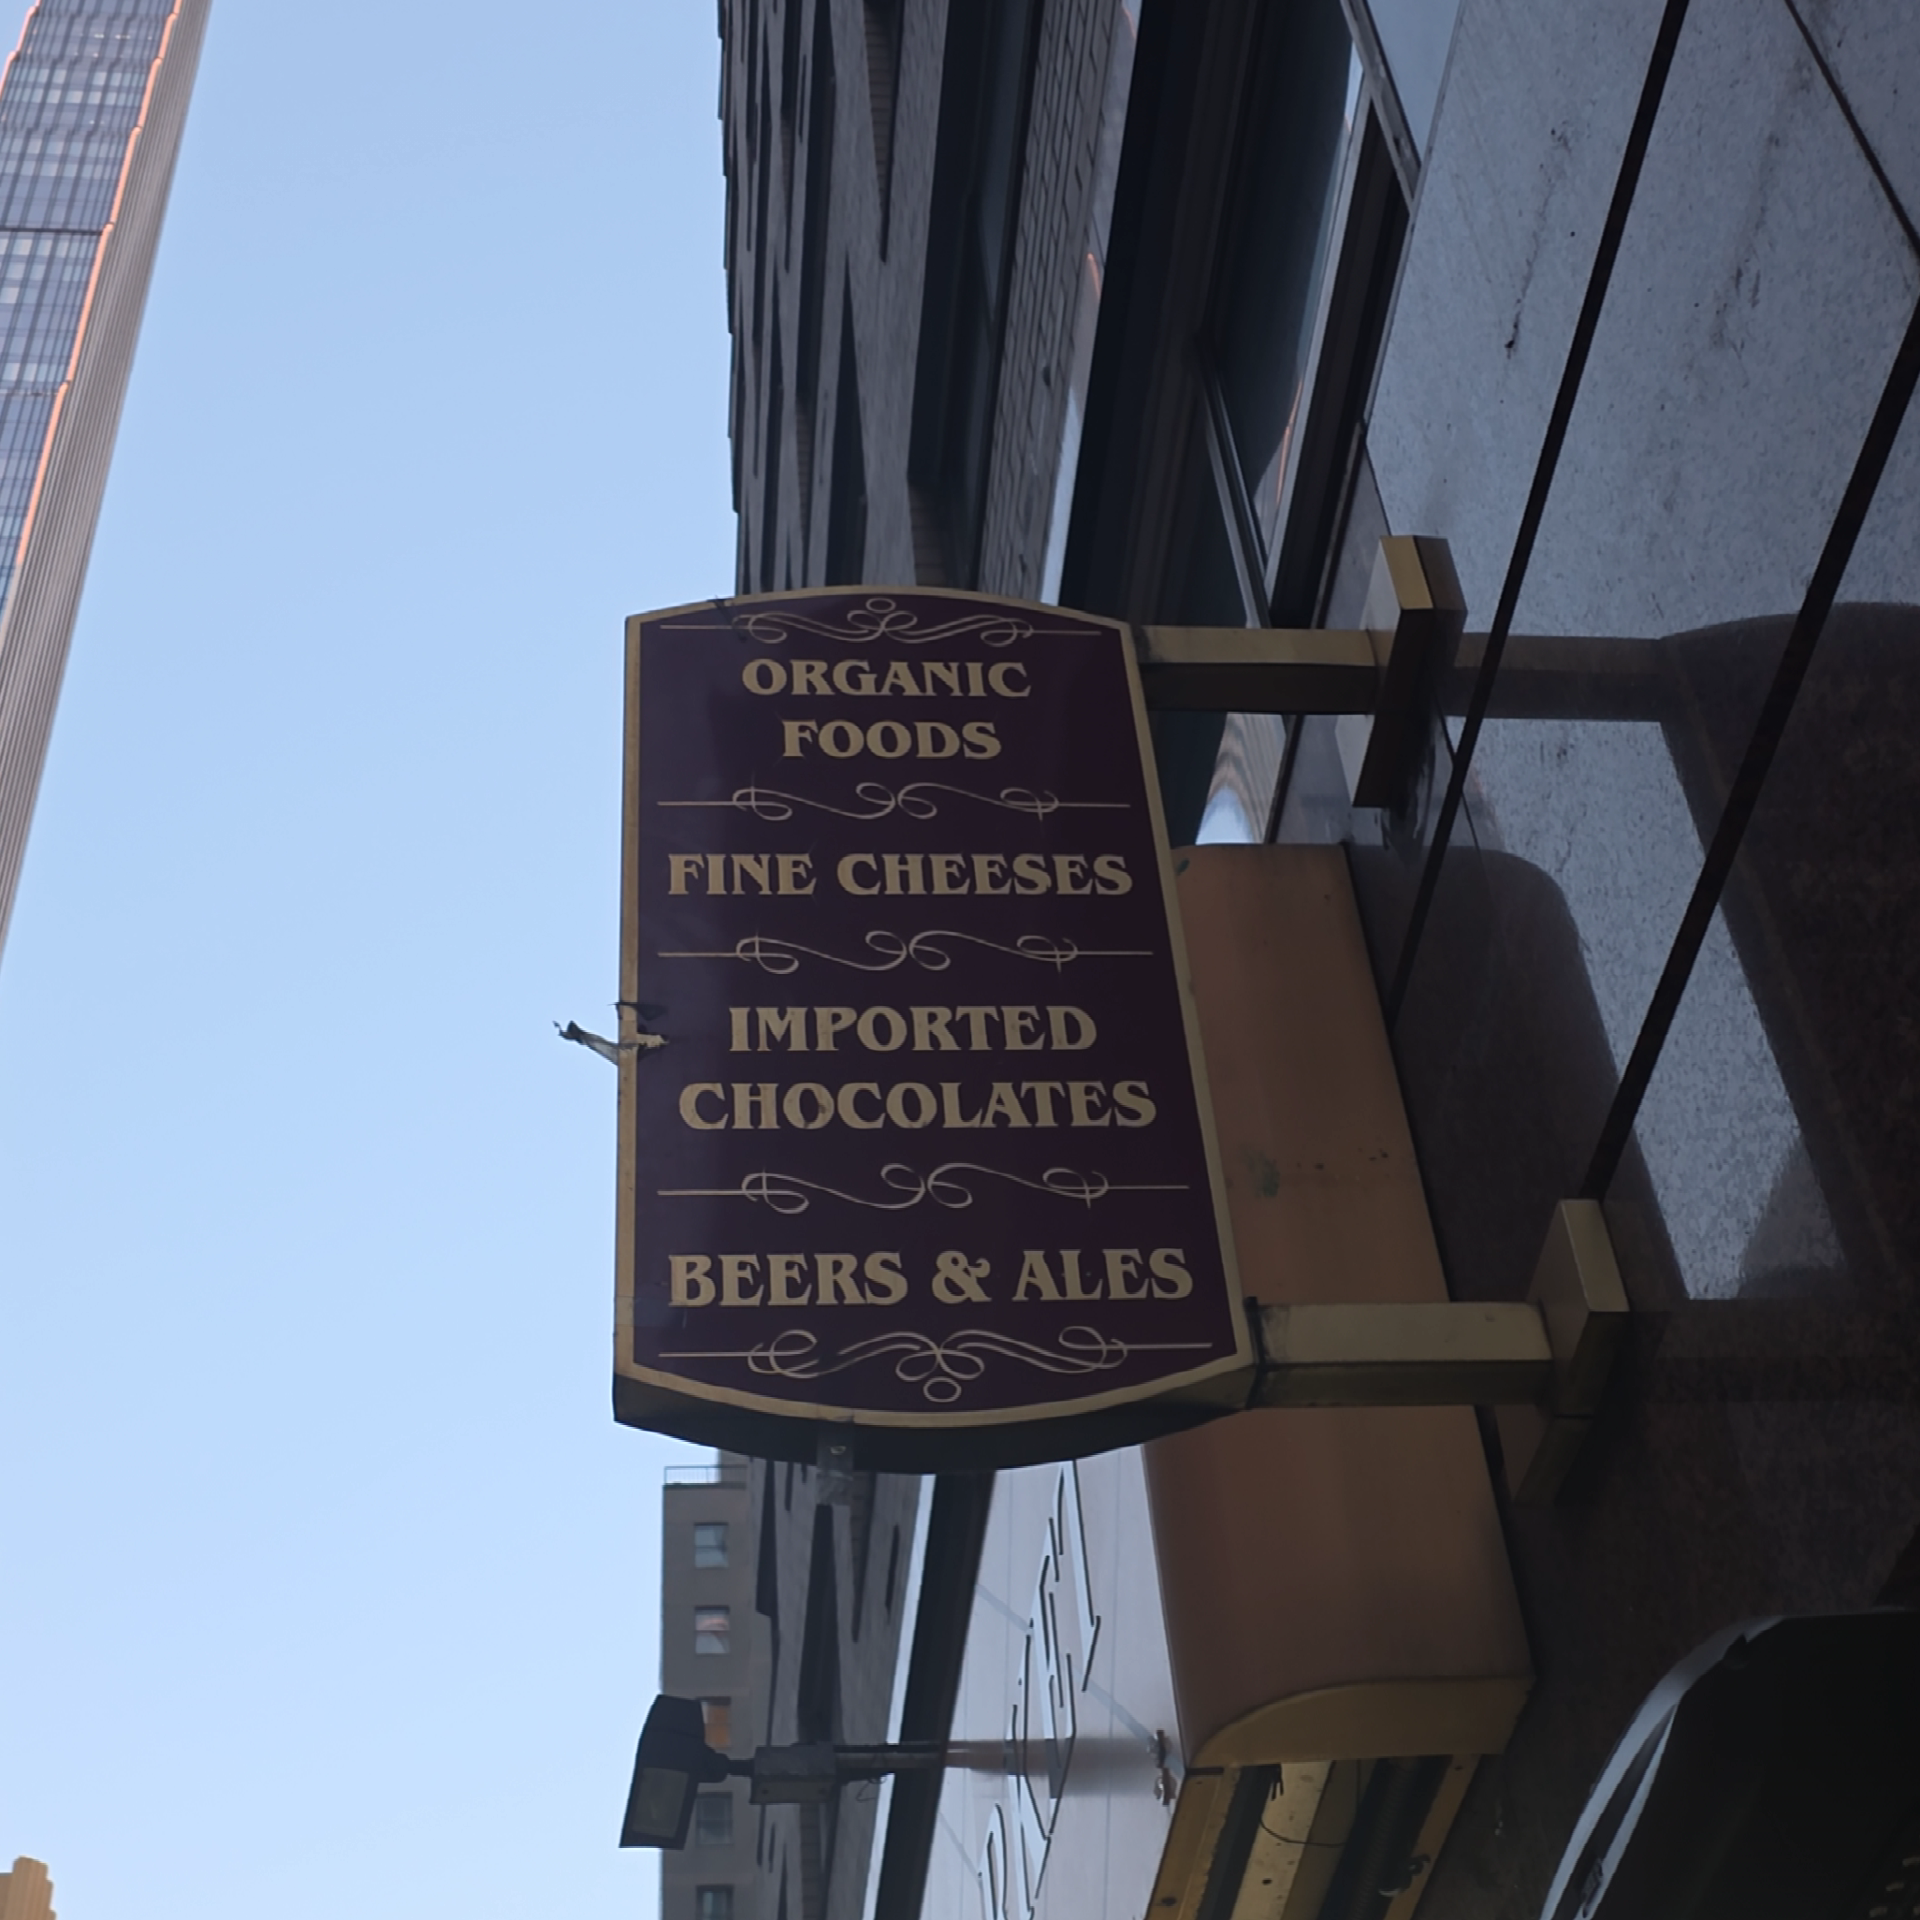 ORGANIC
FOODS
FINE CHEESES
IMPORTED
CHOCOLATES
BEERS & ALES